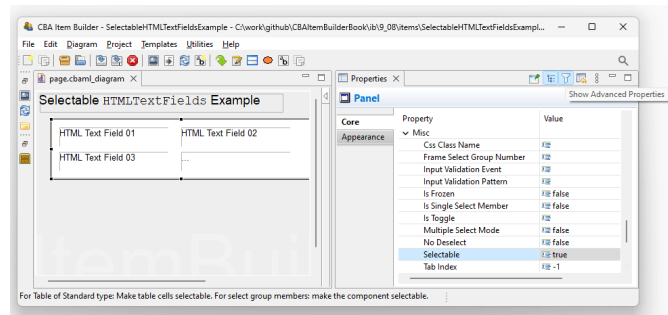 CBA Item Builder - SelectableHTMLTextFieldsExample - C:\work\github\CBAItemBuilderBook\ib\9_08\items\SelectableHTMLTextFieldsExampl...
File Edit Diagram Project Templates Utilities Help
page.cbaml_diagram
Properties
Show Advanced Properties
Selectable HTMLTextFields Example
HTML Text Field 01 HTML Text Field 02
HTML Text Field 03 ...
Panel
Core
Appearance
Property Value
Misc
Css Class Name
Frame Select Group Number
Input Validation Event
Input Validation Pattern
Is Frozen false
Is Single Select Member false
Is Toggle
Multiple Select Mode false
No Deselect false
Selectable true
Tab Index -1
ItemBuil
For Table of Standard type: Make table cells selectable. For select group members: make the component selectable.